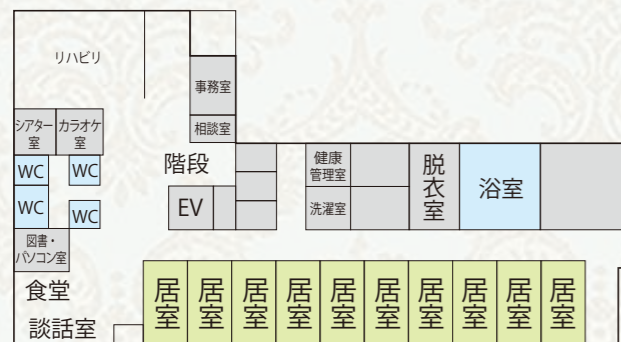 リハビリ
事務室
シアター
室
カラオケ
室
相談室
WC
WC
階段
健康
管理室
脱衣室
浴室
WC
WC
EV
洗濯室
図書・
パソコン室
食堂
談話室
居室
居室
居室
居室
居室
居室
居室
居室
居室
居室